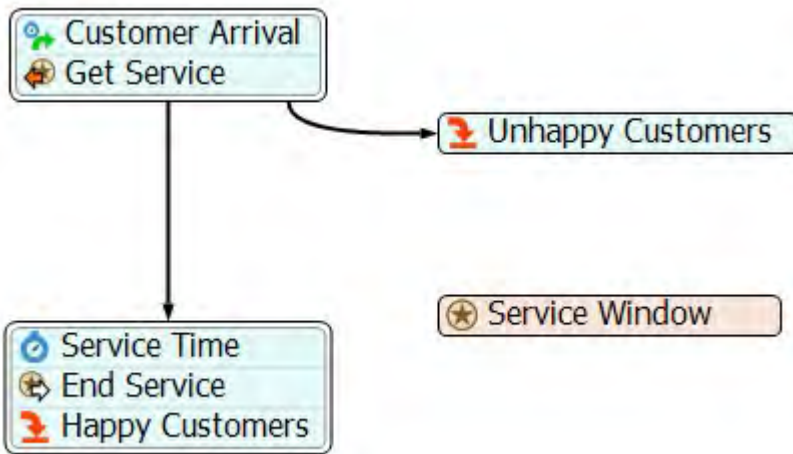 Customer Arrival
Get Service
Unhappy Customers
Service Window
Service Time
End Service
Happy Customers